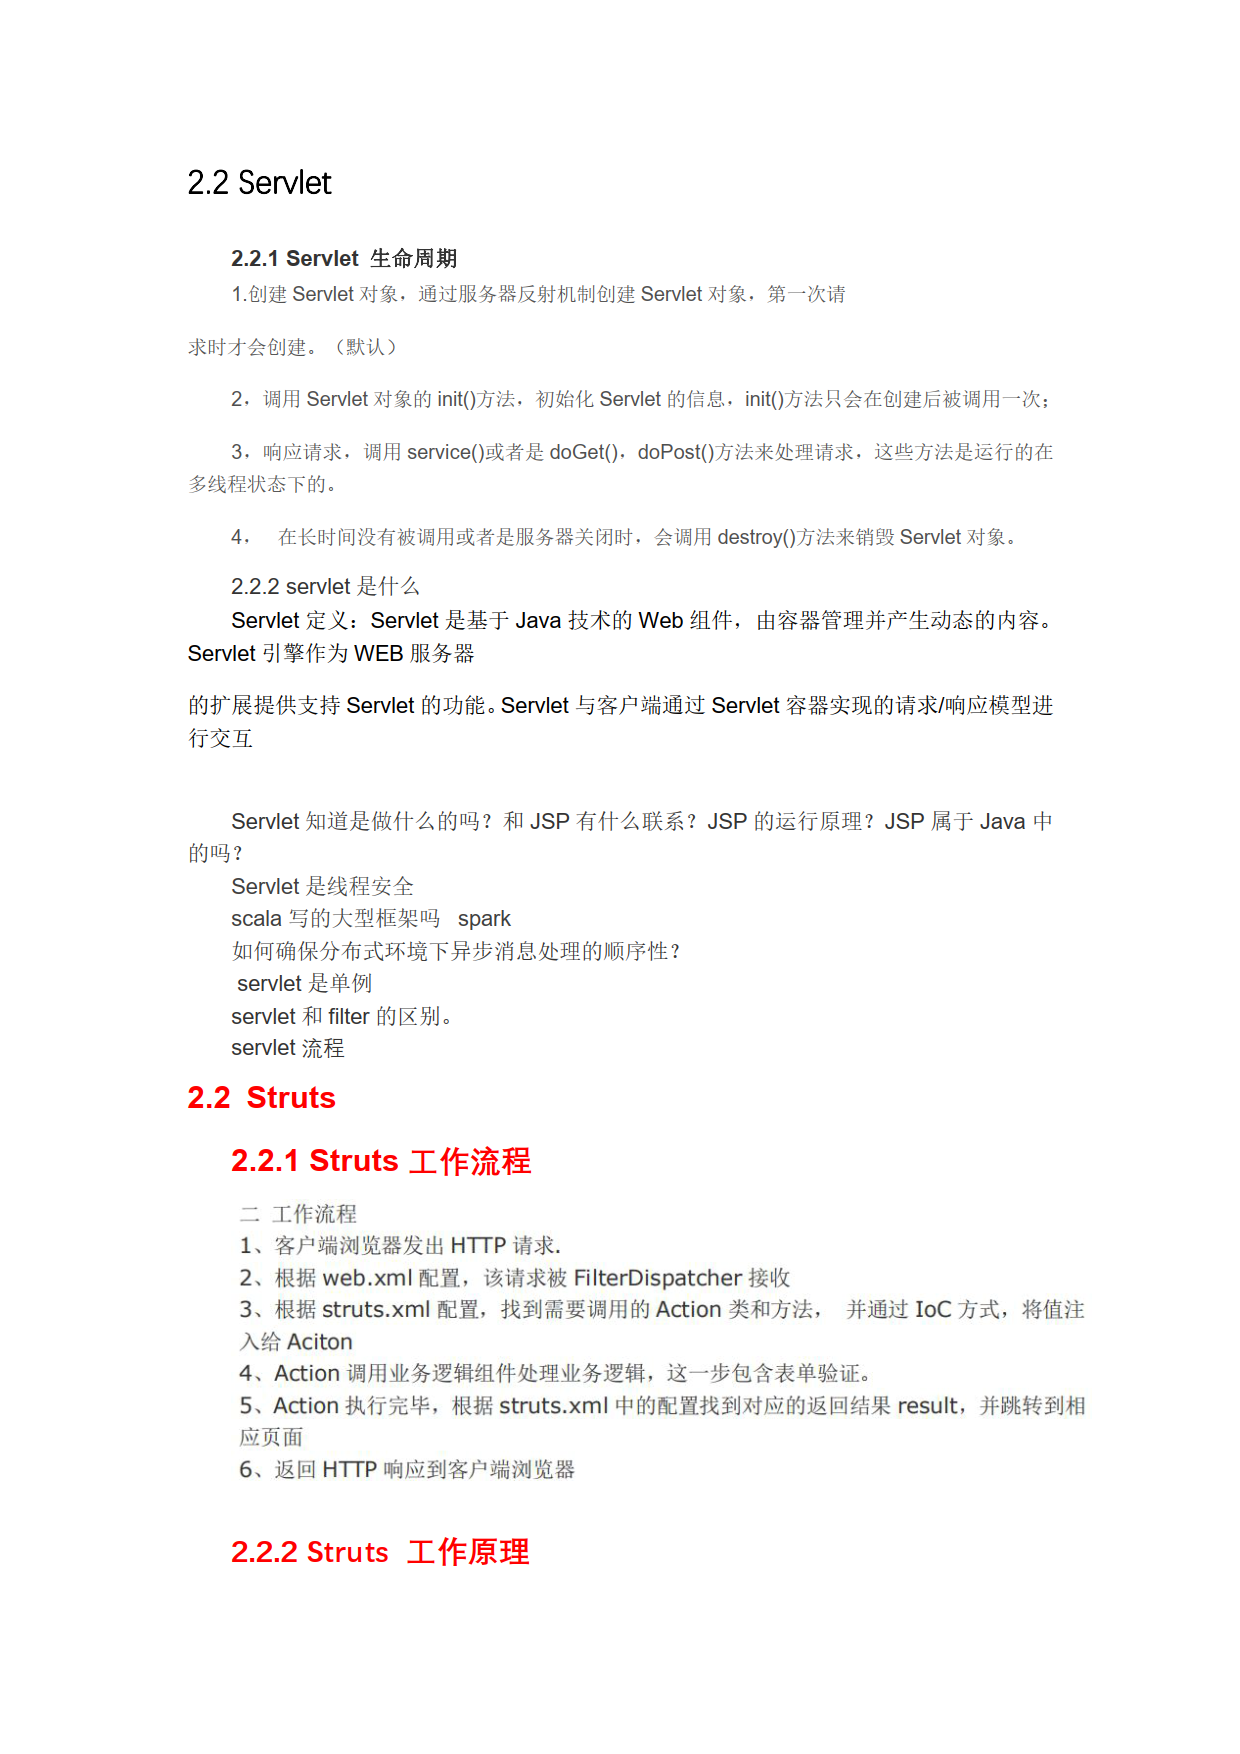 2.2 Servlet
2.2.1 Servlet 生命周期
1.创建 Servlet 对象，通过服务器反射机制创建 Servlet 对象，第一次请
求时才会创建。（默认）
2，调用 Servlet 对象的 init()方法，初始化 Servlet 的信息，init()方法只会在创建后被调用一次；
3，响应请求，调用 service()或者是 doGet()，doPost()方法来处理请求，这些方法是运行的在
多线程状态下的。
4， 在长时间没有被调用或者是服务器关闭时，会调用 destroy()方法来销毁 Servlet 对象。
2.2.2 servlet 是什么
Servlet 定义：Servlet 是基于 Java 技术的 Web 组件，由容器管理并产生动态的内容。
Servlet 引擎作为 WEB 服务器
的扩展提供支持 Servlet 的功能。Servlet 与客户端通过 Servlet 容器实现的请求/响应模型进
行交互
Servlet 知道是做什么的吗？和 JSP 有什么联系？JSP 的运行原理？JSP 属于 Java 中
的吗？
Servlet 是线程安全
scala 写的大型框架吗 spark
如何确保分布式环境下异步消息处理的顺序性？
servlet 是单例
servlet 和 filter 的区别。
servlet 流程
2.2 Struts
2.2.1 Struts 工作流程
二 工作流程
1、客户端浏览器发出 HTTP 请求.
2、根据 web.xml 配置，该请求被 FilterDispatcher 接收
3、根据 struts.xml 配置，找到需要调用的 Action 类和方法， 并通过 IoC 方式，将值注
入给 Aciton
4、Action 调用业务逻辑组件处理业务逻辑，这一步包含表单验证。
5、Action 执行完毕，根据 struts.xml 中的配置找到对应的返回结果 result，并跳转到相
应页面
6、返回 HTTP 响应到客户端浏览器
2.2.2 Struts 工作原理